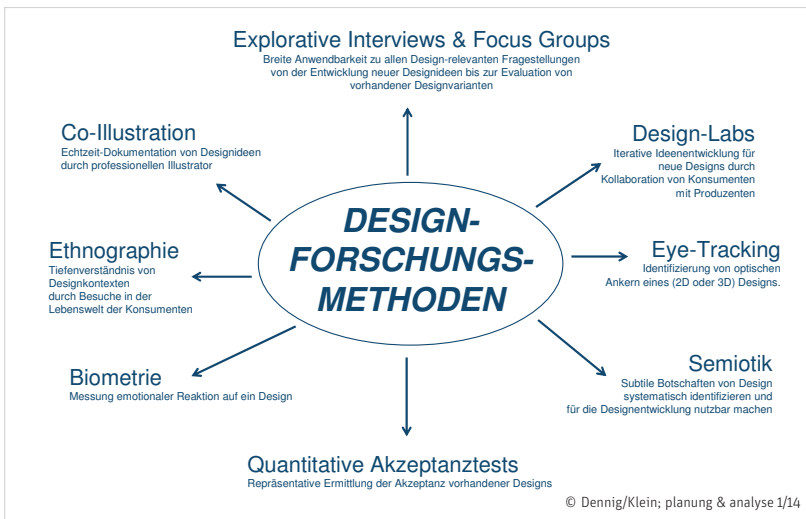 Explorative Interviews & Focus Groups
Breite Anwendbarkeit zu allen Design-relevanten Fragestellungen
von der Entwicklung neuer Designideen bis zur Evaluation von
vorhandener Designvarianten
Co-Illustration
Echtzeit-Dokumentation von Designideen
durch professionellen Illustrator
Design-Labs
Iterative Ideenentwicklung für
neue Designs durch
Kollaboration von Konsumenten
mit Produzenten
DESIGN-
FORSCHUNGS-
METHODEN
Ethnographie
Tiefenverständnis von
Designkontexten
durch Besuche in der
Lebenswelt der Konsumenten
Eye-Tracking
Identifizierung von optischen
Ankern eines (2D oder 3D) Designs.
Biometrie
Messung emotionaler Reaktion auf ein Design
Semiotik
Subtile Botschaften von Design
systematisch identifizieren und
für die Designentwicklung nutzbar machen
Quantitative Akzeptanztests
Repräsentative Ermittlung der Akzeptanz vorhandener Designs
© Dennig/Klein; planung & analyse 1/14